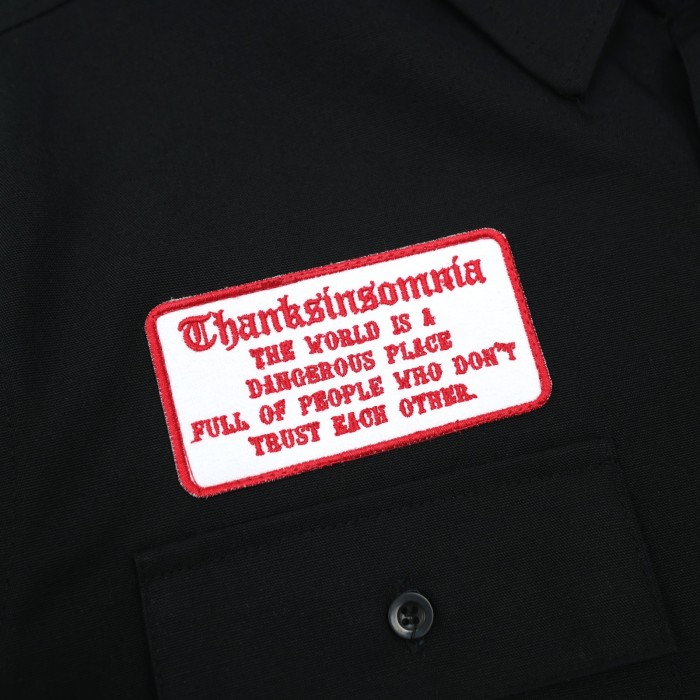 Thanksinsomnia
THE WORLD IS A
DANGEROUS PLACE
FULL OF PEOPLE WHO DON'T
TRUST EACH OTHER.